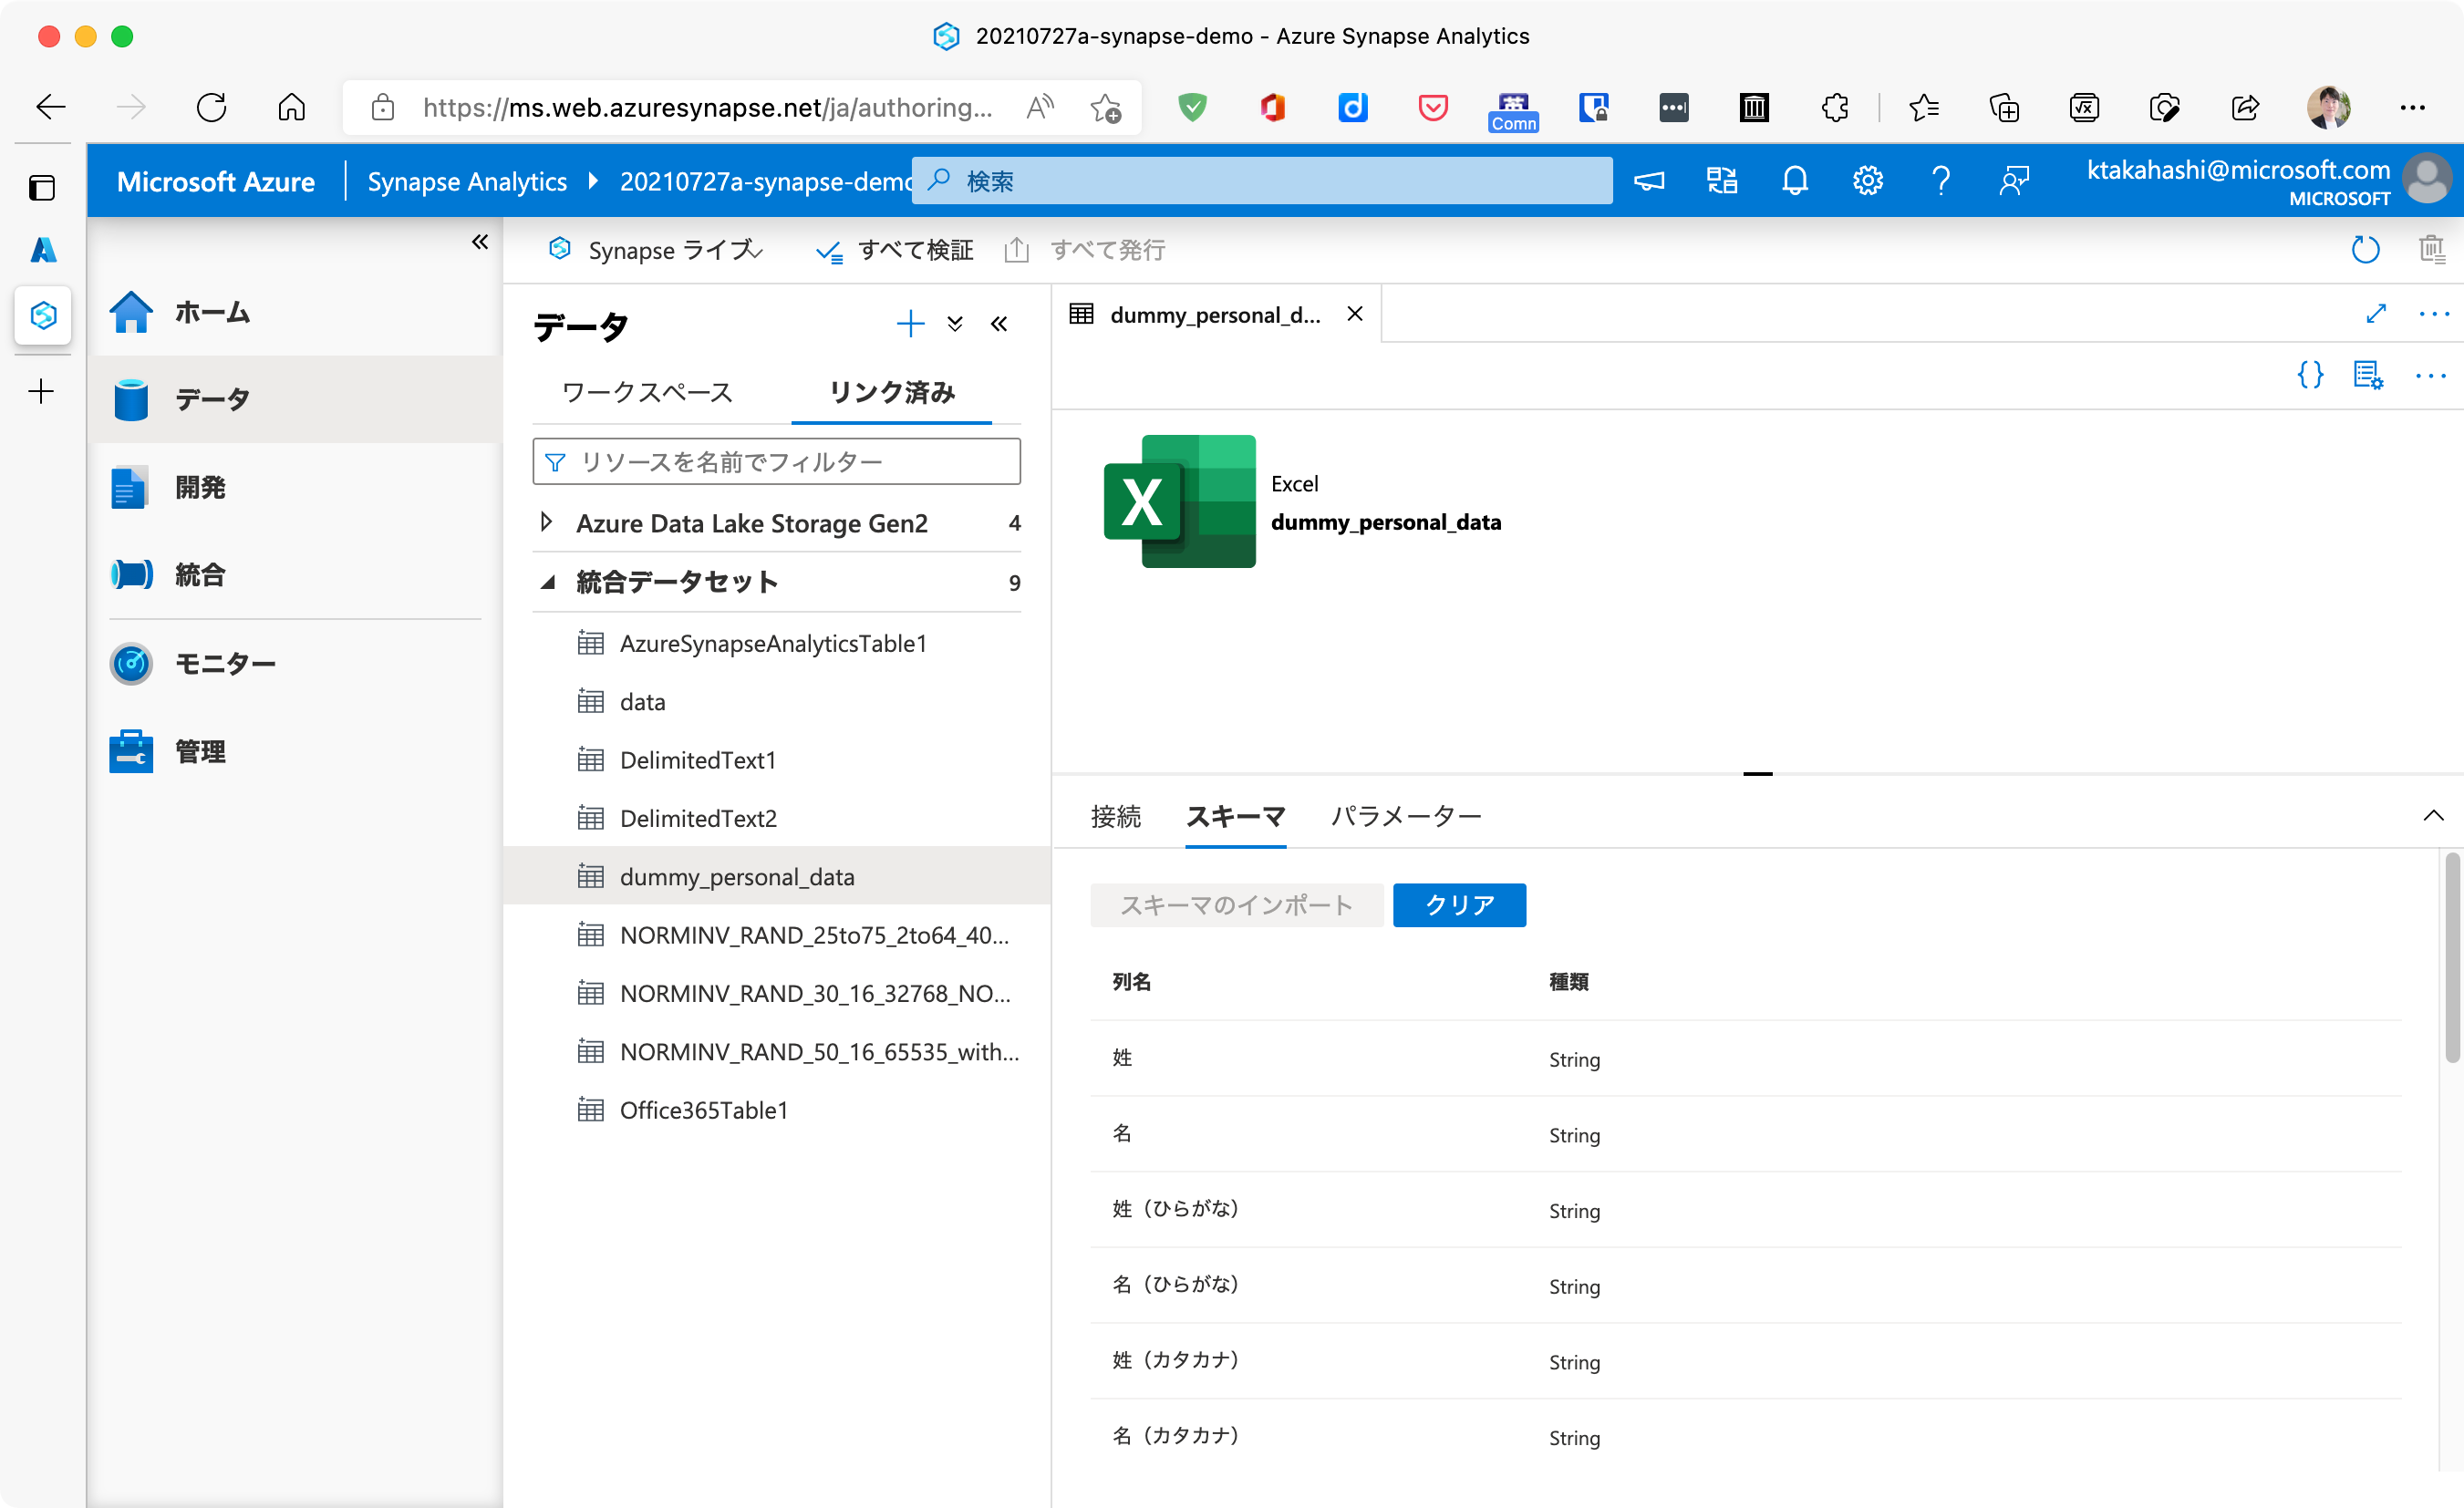 20210727a-synapse-demo - Azure Synapse Analytics
https://ms.web.azuresynapse.net/ja/authoring...
英
Comn
Microsoft Azure
Synapse Analytics
20210727a-synapse-demo
検索
ktakahashi@microsoft.com
MICROSOFT
Synapse ライブ
すべて検証
すべて発行
ホーム
データ
開発
統合
モニター
管理
データ
ワークスペース
リンク済み
リソースを名前でフィルター
Azure Data Lake Storage Gen2 4
統合データセット 9
AzureSynapseAnalyticsTable1
data
DelimitedText1
DelimitedText2
dummy_personal_data
NORMINV_RAND_25to75_2to64_40...
NORMINV_RAND_30_16_32768_NO...
NORMINV_RAND_50_16_65535_with...
Office365Table1
dummy_personal_d...
X
Excel
dummy_personal_data
接続 スキーマ パラメーター
スキーマのインポート クリア
列名 種類
姓 String
名 String
姓（ひらがな） String
名（ひらがな） String
姓（カタカナ） String
名（カタカナ） String